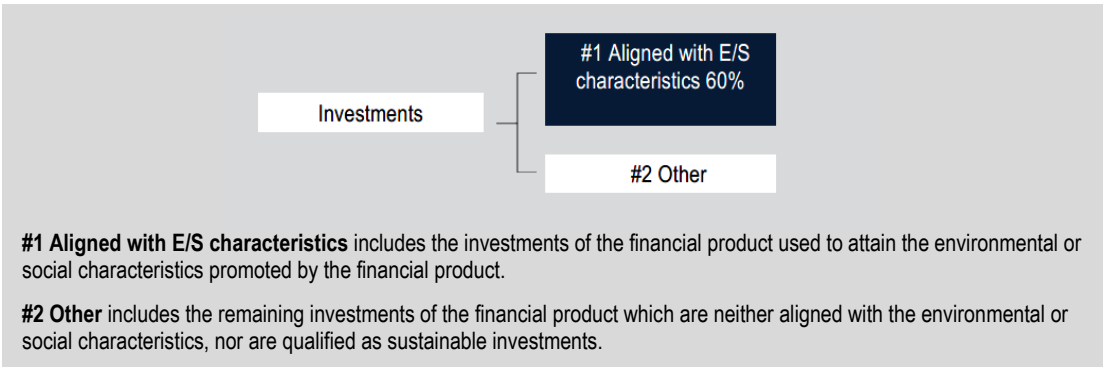 #1 Aligned with E/S
characteristics 60%
Investments
#2 Other
#1 Aligned with E/S characteristics includes the investments of the financial product used to attain the environmental or
social characteristics promoted by the financial product.
#2 Other includes the remaining investments of the financial product which are neither aligned with the environmental or
social characteristics, nor are qualified as sustainable investments.